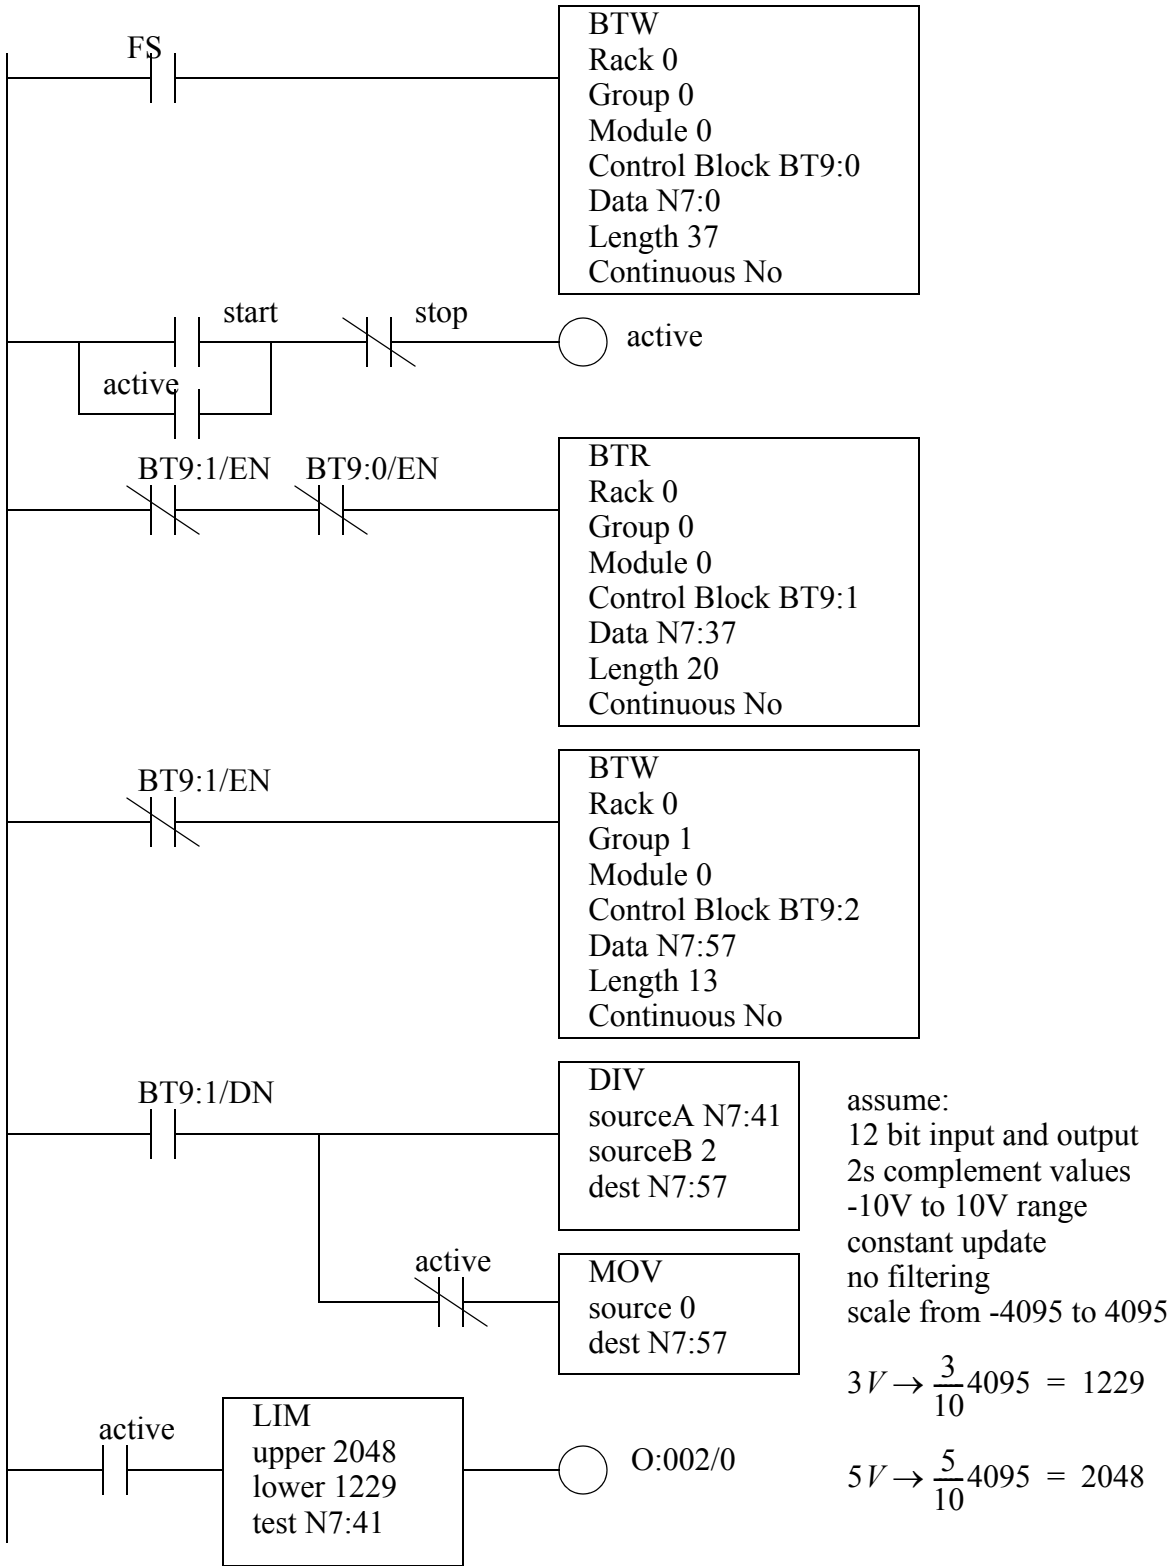 FS
BTW
Rack 0
Group 0
Module 0
Control Block BT9:0
Data N7:0
Length 37
Continuous No
start
stop
active
active
BT9:1/EN
BT9:0/EN
BTR
Rack 0
Group 0
Module 0
Control Block BT9:1
Data N7:37
Length 20
Continuous No
BT9:1/EN
BTW
Rack 0
Group 1
Module 0
Control Block BT9:2
Data N7:57
Length 13
Continuous No
BT9:1/DN
DIV
sourceA N7:41
sourceB 2
dest N7:57
active
MOV
source 0
dest N7:57
assume:
12 bit input and output
2s complement values
-10V to 10V range
constant update
no filtering
scale from -4095 to 4095
3V → 3/10 4095 = 1229
5V → 5/10 4095 = 2048
active
LIM
upper 2048
lower 1229
test N7:41
O:002/0